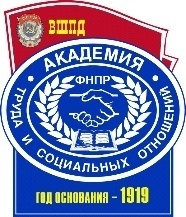 ВШПД
АКАДЕМИЯ
ФНПР
ТРУДА И СОЦИАЛЬНЫХ ОТНОШЕНИЙ
ГОД ОСНОВАНИЯ - 1919